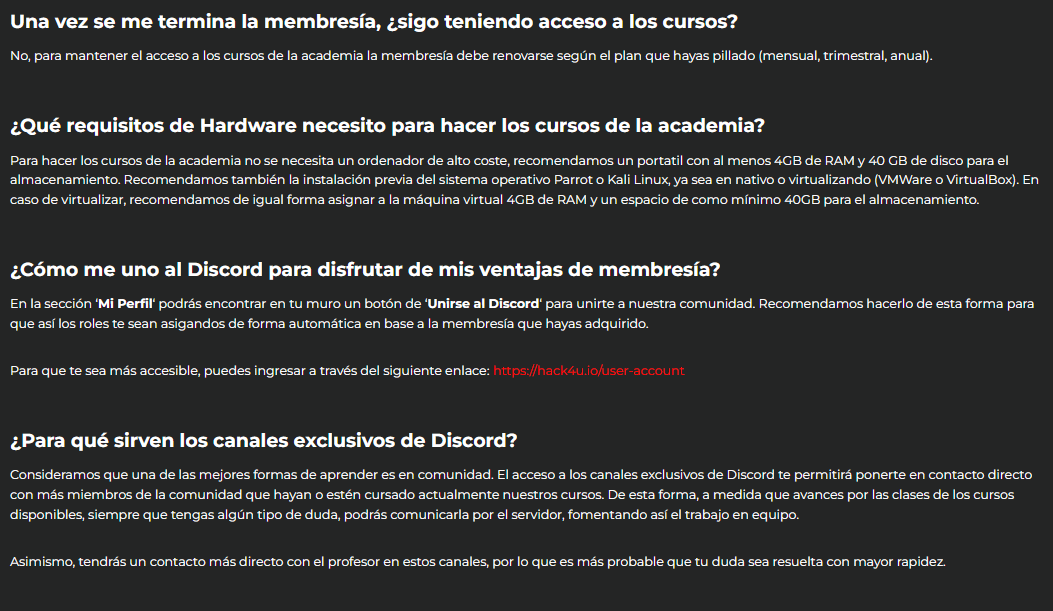 Una vez se me termina la membresía, ¿sigo teniendo acceso a los cursos?
No, para mantener el acceso a los cursos de la academia la membresía debe renovarse según el plan que hayas pillado (mensual, trimestral, anual).
¿Qué requisitos de Hardware necesito para hacer los cursos de la academia?
Para hacer los cursos de la academia no se necesita un ordenador de alto coste, recomendamos un portatil con al menos 4GB de RAM y 40 GB de disco para el
almacenamiento. Recomendamos también la instalación previa del sistema operativo Parrot o Kali Linux, ya sea en nativo o virtualizando (VMWare o VirtualBox). En
caso de virtualizar, recomendamos de igual forma asignar a la máquina virtual 4GB de RAM y un espacio de como mínimo 40GB para el almacenamiento.
¿Cómo me uno al Discord para disfrutar de mis ventajas de membresía?
En la sección ‘Mi Perfil‘ podrás encontrar en tu muro un botón de ‘Unirse al Discord‘ para unirte a nuestra comunidad. Recomendamos hacerlo de esta forma para
que así los roles te sean asigandos de forma automática en base a la membresía que hayas adquirido.
Para que te sea más accesible, puedes ingresar a través del siguiente enlace: https://hack4u.io/user-account
¿Para qué sirven los canales exclusivos de Discord?
Consideramos que una de las mejores formas de aprender es en comunidad. El acceso a los canales exclusivos de Discord te permitirá ponerte en contacto directo
con más miembros de la comunidad que hayan o estén cursado actualmente nuestros cursos. De esta forma, a medida que avances por las clases de los cursos
disponibles, siempre que tengas algún tipo de duda, podrás comunicarla por el servidor, fomentando así el trabajo en equipo.
Asimismo, tendrás un contacto más directo con el profesor en estos canales, por lo que es más probable que tu duda sea resuelta con mayor rapidez.